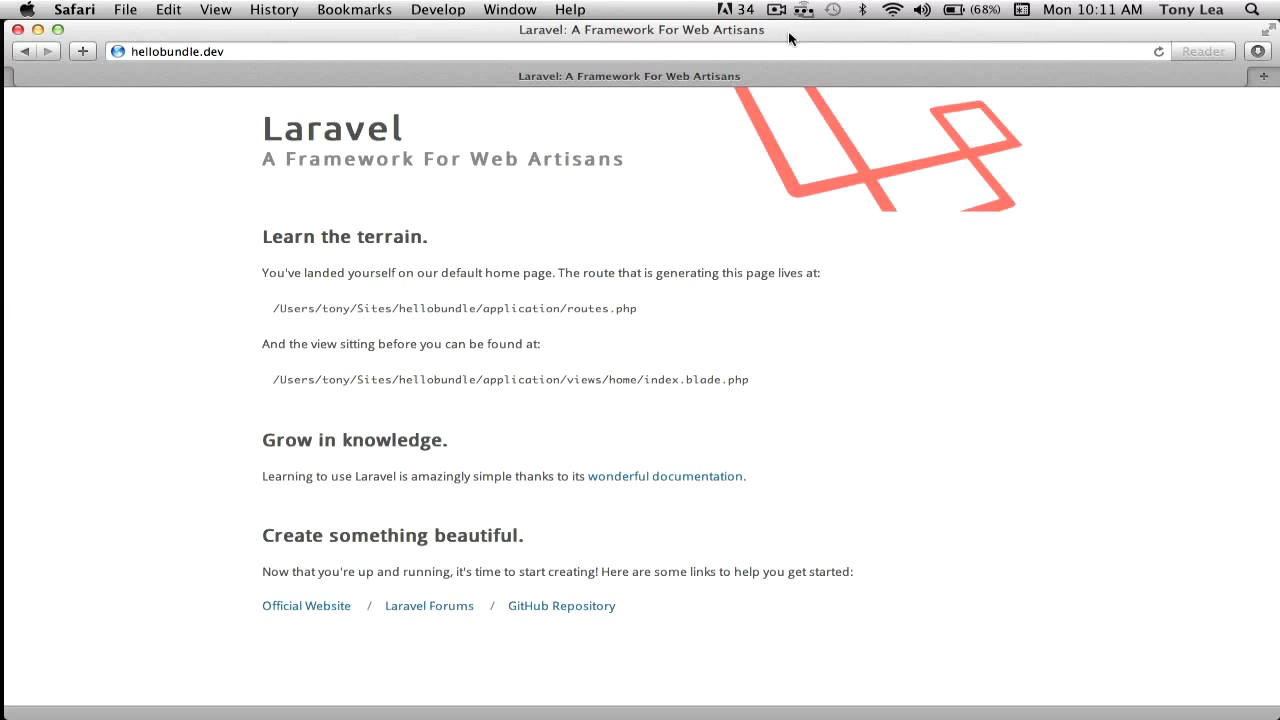 Safari File Edit View History Bookmarks Develop Window Help 34 (68%) Mon 10:11 AM Tony Lea
Laravel: A Framework For Web Artisans
hellobundle.dev Reader
Laravel: A Framework For Web Artisans
Laravel
A Framework For Web Artisans
Learn the terrain.
You've landed yourself on our default home page. The route that is generating this page lives at:
/Users/tony/Sites/hellobundle/application/routes.php
And the view sitting before you can be found at:
/Users/tony/Sites/hellobundle/application/views/home/index.blade.php
Grow in knowledge.
Learning to use Laravel is amazingly simple thanks to its wonderful documentation.
Create something beautiful.
Now that you're up and running, it's time to start creating! Here are some links to help you get started:
Official Website / Laravel Forums / GitHub Repository